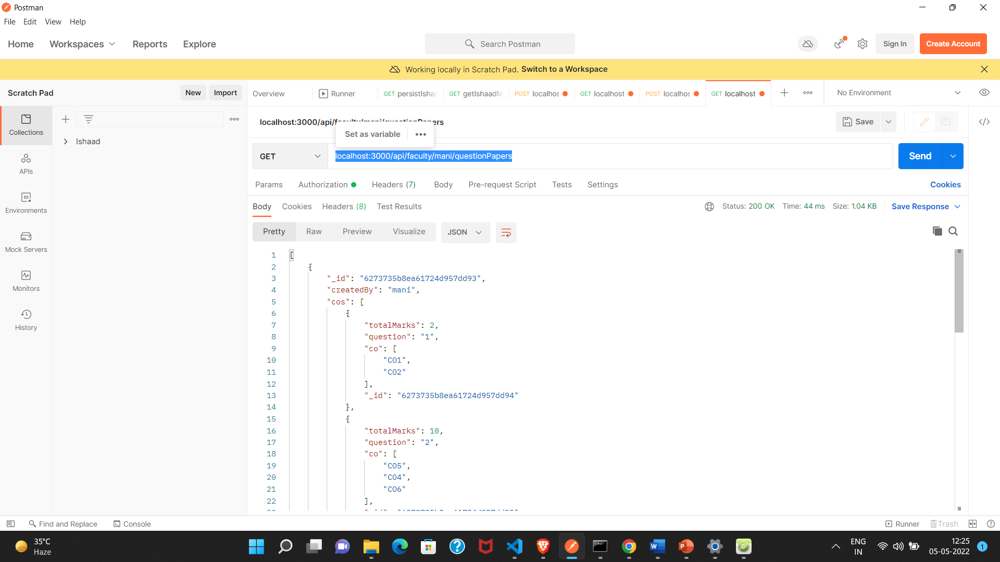 Postman
File Edit View Help
Home Workspaces Reports Explore
Search Postman
Sign In Create Account
Working locally in Scratch Pad. Switch to a Workspace
Scratch Pad New Import
Overview Runner GET persistIshaa GET getIshaadM POST localhos GET localhost POST localhos GET localhost
No Environment
Collections
Ishaad
APIs
Environments
Mock Servers
Monitors
History
localhost:3000/api/faculty/mani/questionPapers
Save
Set as variable
GET localhost:3000/api/faculty/mani/questionPapers Send
Params Authorization Headers (7) Body Pre-request Script Tests Settings Cookies
Body Cookies Headers (8) Test Results Status: 200 OK Time: 44 ms Size: 1.04 KB Save Response
Pretty Raw Preview Visualize JSON
1 [
2 {
3 "_id": "6273735b8ea61724d957dd93",
4 "createdBy": "mani",
5 "cos": [
6 {
7 "totalMarks": 2,
8 "question": "1",
9 "co": [
10 "CO1",
11 "CO2"
12 ],
13 "_id": "6273735b8ea61724d957dd94"
14 },
15 {
16 "totalMarks": 10,
17 "question": "2",
18 "co": [
19 "CO5",
20 "CO4",
21 "CO6"
22 ],
Find and Replace Console Runner Trash
35°C
Haze
ENG
IN
12:25
05-05-2022
1